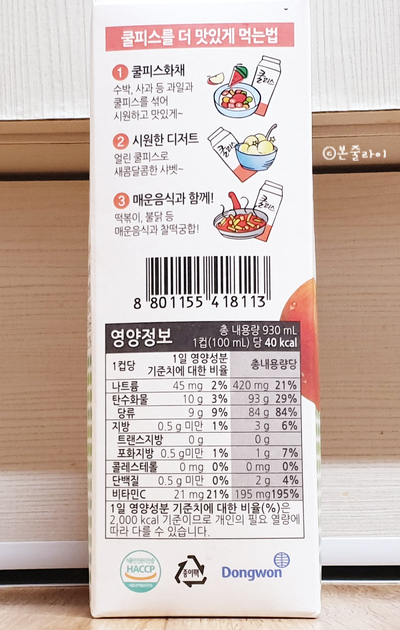 쿨피스를 더 맛있게 먹는법
1 쿨피스화채
수박, 사과 등 과일과
쿨피스를 섞어
시원하고 맛있게~
쿨피스
2 시원한 디저트
얼린 쿨피스로
새콤달콤한 샤벳~
쿨피스
3 매운음식과 함께!
떡볶이, 불닭 등
매운음식과 찰떡궁합!
쿨피스
ⓒ본줄라이
8 801155 418113
영양정보
총 내용량 930 mL
1컵(100 mL) 당 40 kcal
1컵당 1일 영양성분 기준치에 대한 비율 총내용량당
나트륨 45 mg 2% 420 mg 21%
탄수화물 10 g 3% 93 g 29%
당류 9 g 9% 84 g 84%
지방 0.5 g 미만 1% 3 g 6%
트랜스지방 0 g 0 g
포화지방 0.5 g미만 1% 1 g 7%
콜레스테롤 0 mg 0% 0 mg 0%
단백질 0.5 g 미만 0% 2 g 4%
비타민C 21 mg 21% 195 mg 195%
1일 영양성분 기준치에 대한 비율(%)은
2,000 kcal 기준이므로 개인의 필요 열량에
따라 다를 수 있습니다.
HACCP
종이팩
Dongwon